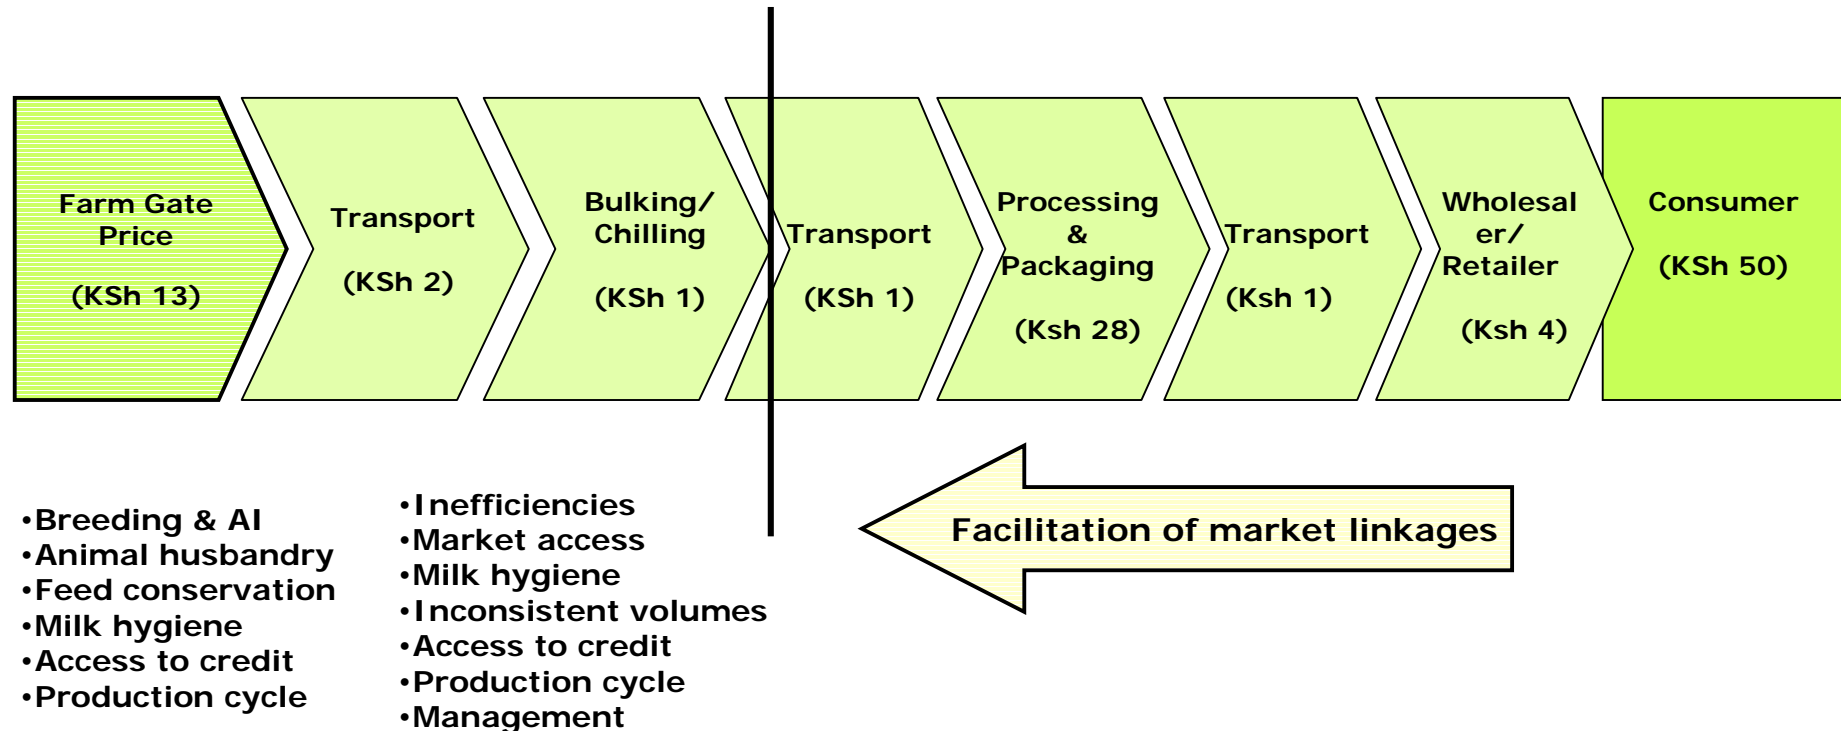 Farm Gate
Price
(KSh 13)
Transport
(KSh 2)
Bulking/
Chilling
(KSh 1)
Transport
(KSh 1)
Processing
&
Packaging
(Ksh 28)
Transport
(Ksh 1)
Wholesal
er/
Retailer
(Ksh 4)
Consumer
(KSh 50)
•Breeding & AI
•Animal husbandry
•Feed conservation
•Milk hygiene
•Access to credit
•Production cycle
•Inefficiencies
•Market access
•Milk hygiene
•Inconsistent volumes
•Access to credit
•Production cycle
•Management
Facilitation of market linkages